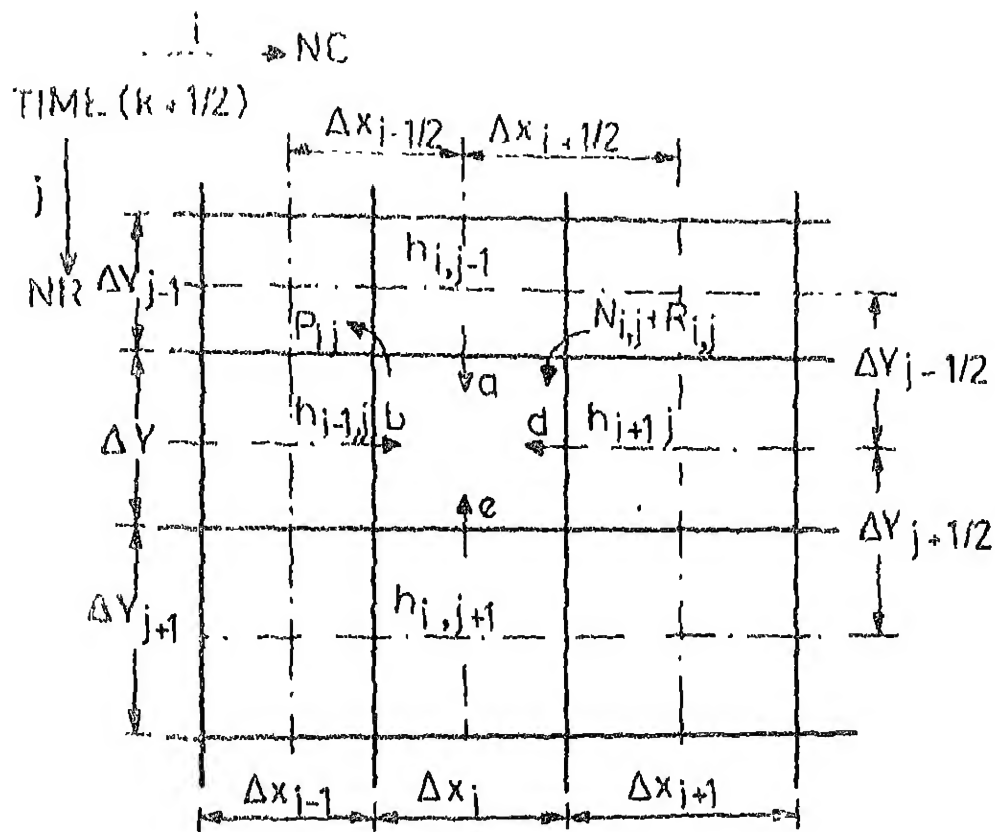 i
NC
TIME (k+1/2)
Δx j-1/2 Δx j+1/2
j
NR
ΔY j-1
h i,j-1
P i,j
N i,j + R i,j
a
ΔY j-1/2
h i-1,j b d h i+1 j
ΔY
e
ΔY j+1/2
ΔY j+1
h i,j+1
Δx j-1 Δx j Δx j+1